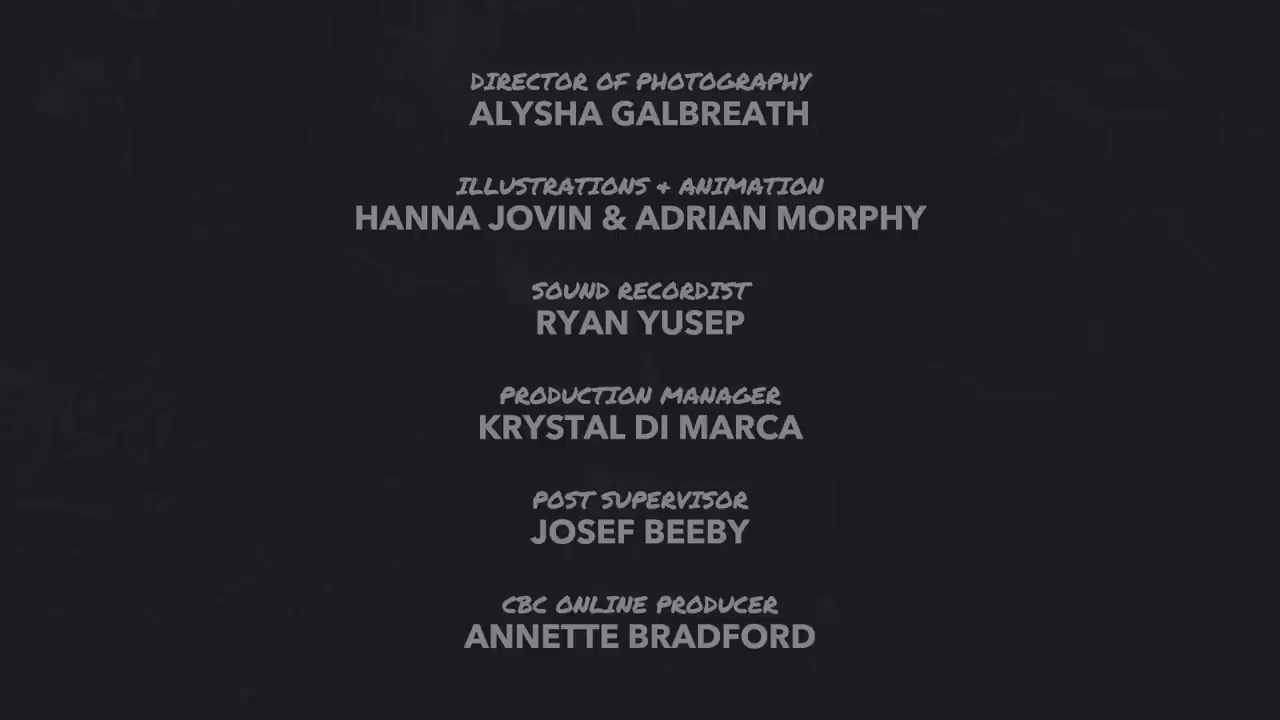 DIRECTOR OF PHOTOGRAPHY
ALYSHA GALBREATH
ILLUSTRATIONS + ANIMATION
HANNA JOVIN & ADRIAN MORPHY
SOUND RECORDIST
RYAN YUSEP
PRODUCTION MANAGER
KRYSTAL DI MARCA
POST SUPERVISOR
JOSEF BEEBY
CBC ONLINE PRODUCER
ANNETTE BRADFORD